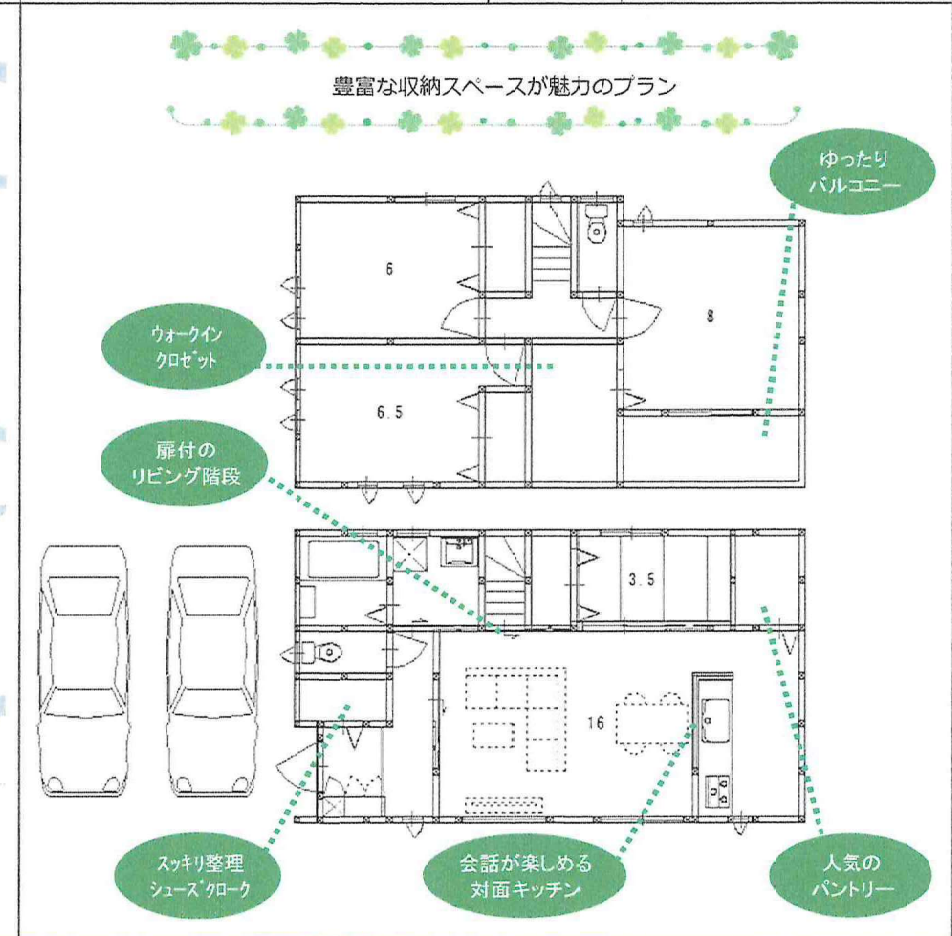 豊富な収納スペースが魅力のプラン
ゆったり
バルコニー
6
8
ウォークイン
クロゼット
6.5
扉付の
リビング階段
3.5
16
スッキリ整理
シューズクローク
会話が楽しめる
対面キッチン
人気の
パントリー